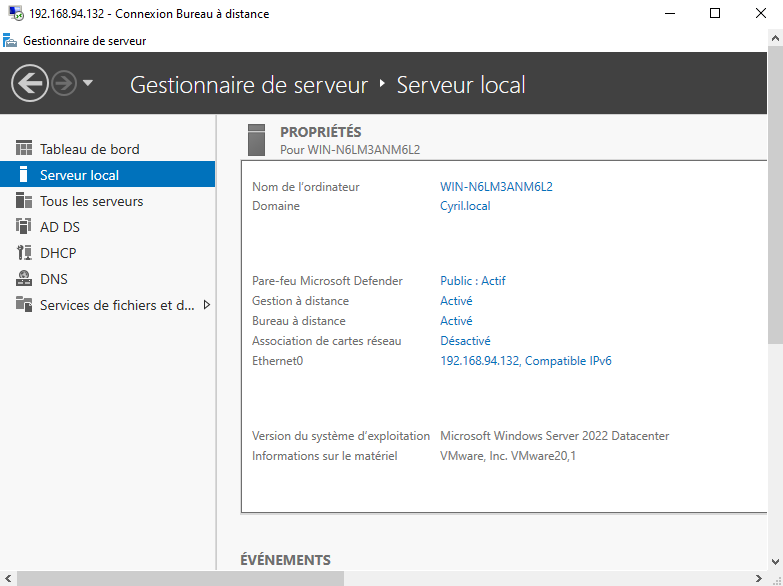 192.168.94.132 - Connexion Bureau à distance
Gestionnaire de serveur
Gestionnaire de serveur ‣ Serveur local
Tableau de bord
Serveur local
Tous les serveurs
AD DS
DHCP
DNS
Services de fichiers et d...
PROPRIÉTÉS
Pour WIN-N6LM3ANM6L2
Nom de l'ordinateur WIN-N6LM3ANM6L2
Domaine Cyril.local
Pare-feu Microsoft Defender Public : Actif
Gestion à distance Activé
Bureau à distance Activé
Association de cartes réseau Désactivé
Ethernet0 192.168.94.132, Compatible IPv6
Version du système d'exploitation Microsoft Windows Server 2022 Datacenter
Informations sur le matériel VMware, Inc. VMware20,1
ÉVÉNEMENTS